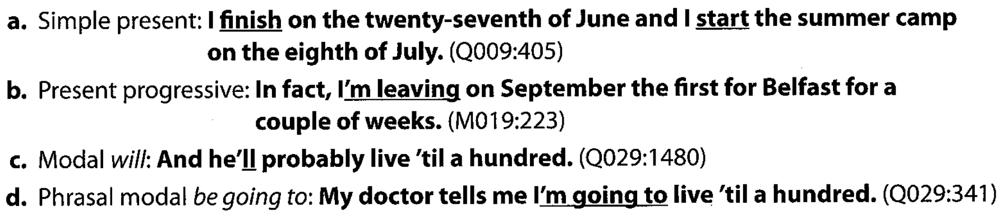 a. Simple present: I finish on the twenty-seventh of June and I start the summer camp
on the eighth of July. (Q009:405)
b. Present progressive: In fact, I’m leaving on September the first for Belfast for a
couple of weeks. (M019:223)
c. Modal will: And he’ll probably live ’til a hundred. (Q029:1480)
d. Phrasal modal be going to: My doctor tells me I’m going to live ’til a hundred. (Q029:341)